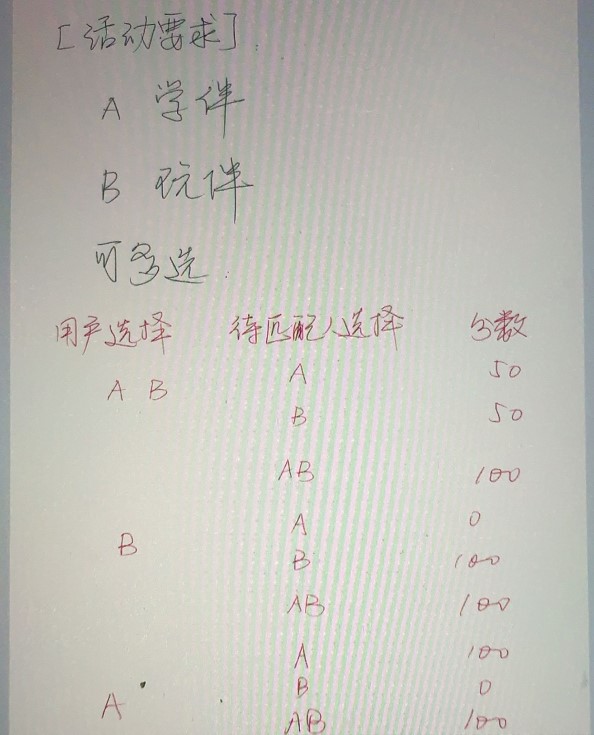 [活动要求]
A 学伴
B 玩伴
可多选
用户选择 待匹配人选择 分数
A B A 50
B 50
AB 100
A 0
B B 100
AB 100
A 100
B 0
A AB 100